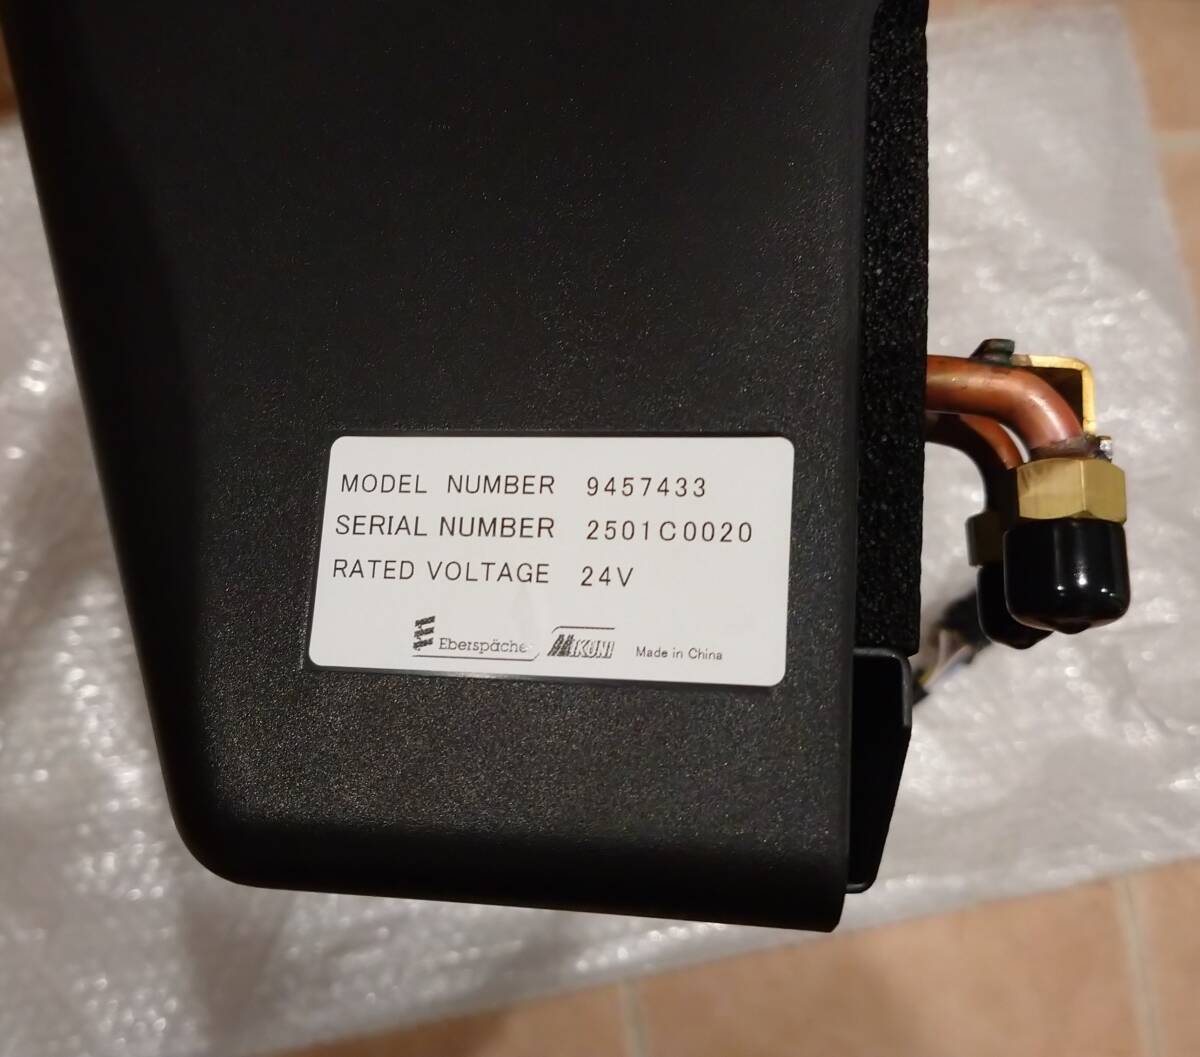 MODEL NUMBER 9457433
SERIAL NUMBER 2501C0020
RATED VOLTAGE 24V
Eberspächer MIKUNI Made in China